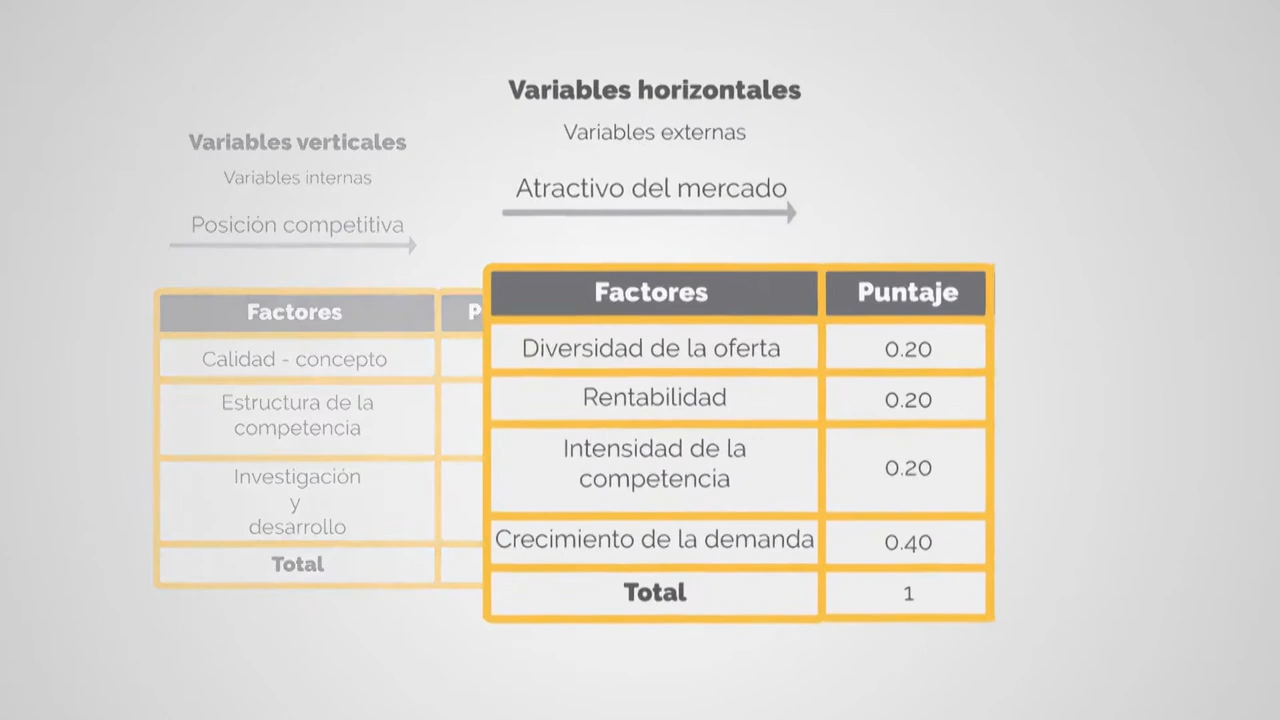 Variables verticales
Variables internas
Posición competitiva
Factores
P
Calidad - concepto
Estructura de la
competencia
Investigación
y
desarrollo
Total
Variables horizontales
Variables externas
Atractivo del mercado
Factores Puntaje
Diversidad de la oferta 0.20
Rentabilidad 0.20
Intensidad de la
competencia 0.20
Crecimiento de la demanda 0.40
Total 1